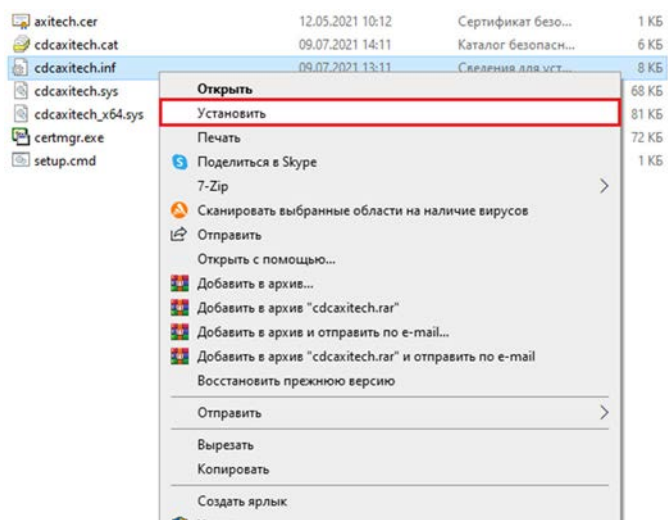 axitech.cer 12.05.2021 10:12 Сертификат безо... 1 КБ
cdcaxitech.cat 09.07.2021 14:11 Каталог безопасн... 6 КБ
cdcaxitech.inf 09.07.2021 13:11 Сведения для уст... 8 КБ
cdcaxitech.sys 68 КБ
cdcaxitech_x64.sys 81 КБ
certmgr.exe 72 КБ
setup.cmd 1 КБ
Открыть
Установить
Печать
Поделиться в Skype
7-Zip
Сканировать выбранные области на наличие вирусов
Отправить
Открыть с помощью...
Добавить в архив...
Добавить в архив "cdcaxitech.rar"
Добавить в архив и отправить по e-mail...
Добавить в архив "cdcaxitech.rar" и отправить по e-mail
Восстановить прежнюю версию
Отправить
Вырезать
Копировать
Создать ярлык